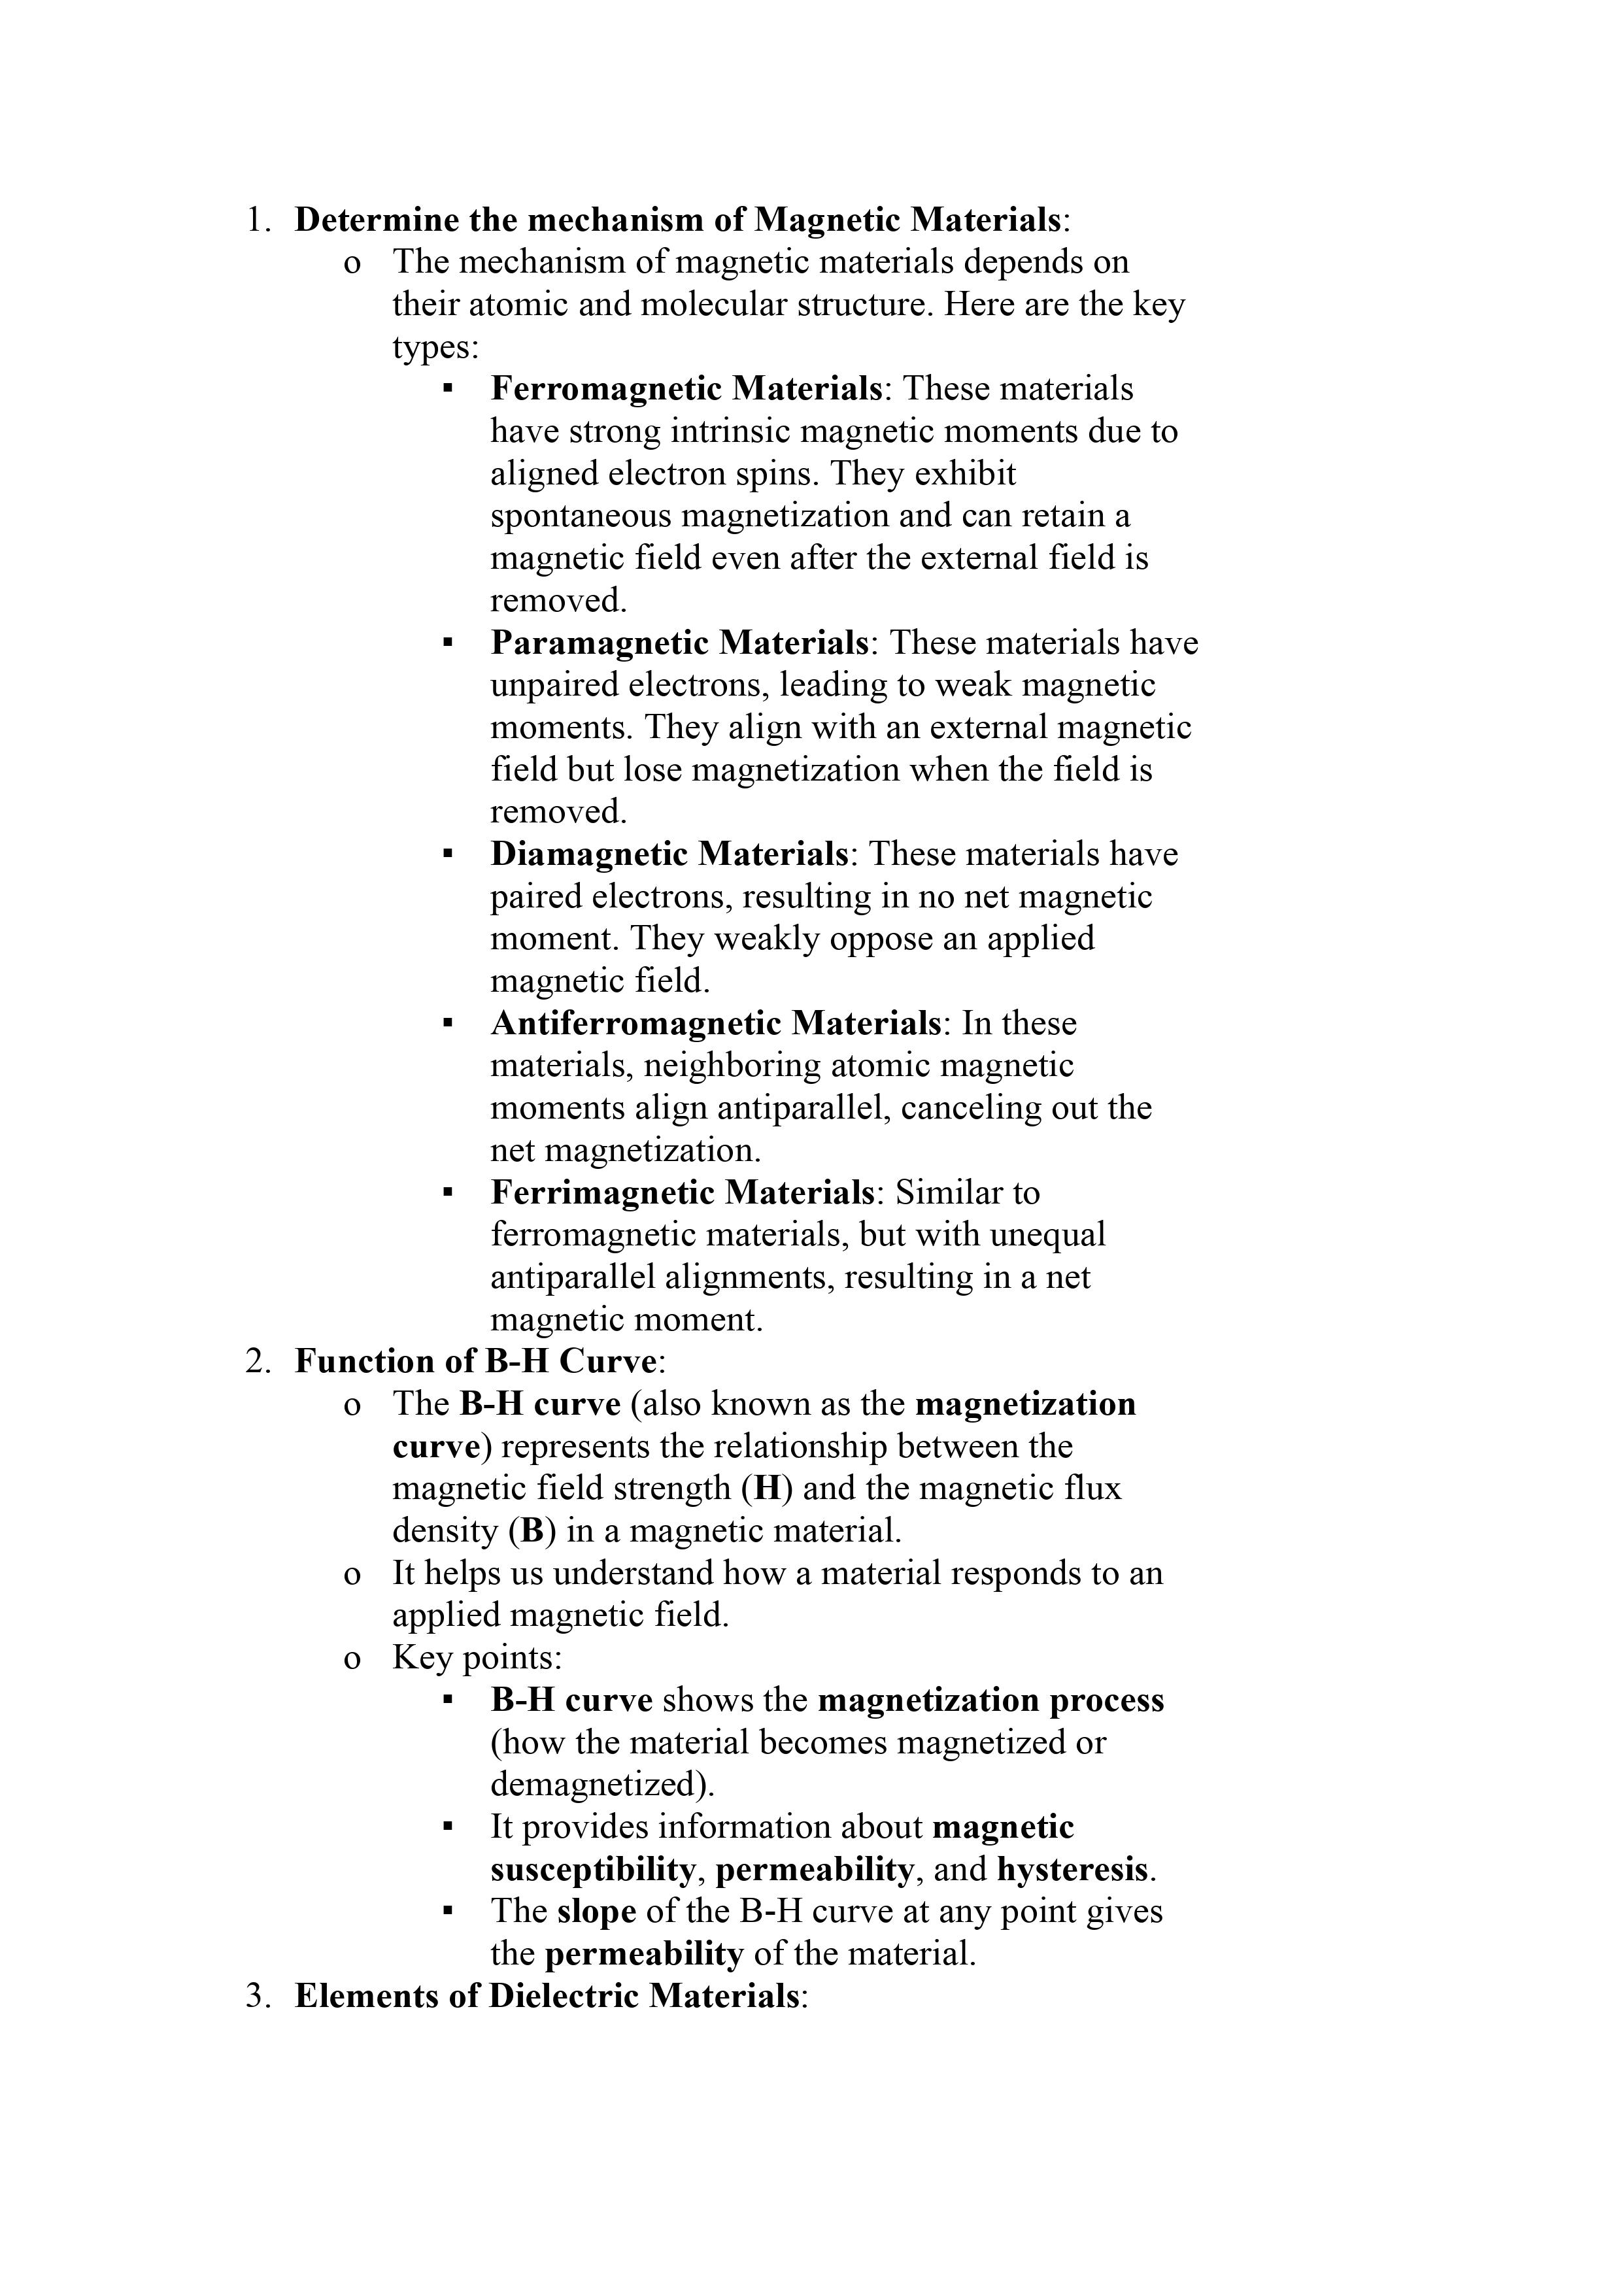 1. Determine the mechanism of Magnetic Materials:
o The mechanism of magnetic materials depends on
their atomic and molecular structure. Here are the key
types:
▪ Ferromagnetic Materials: These materials
have strong intrinsic magnetic moments due to
aligned electron spins. They exhibit
spontaneous magnetization and can retain a
magnetic field even after the external field is
removed.
▪ Paramagnetic Materials: These materials have
unpaired electrons, leading to weak magnetic
moments. They align with an external magnetic
field but lose magnetization when the field is
removed.
▪ Diamagnetic Materials: These materials have
paired electrons, resulting in no net magnetic
moment. They weakly oppose an applied
magnetic field.
▪ Antiferromagnetic Materials: In these
materials, neighboring atomic magnetic
moments align antiparallel, canceling out the
net magnetization.
▪ Ferrimagnetic Materials: Similar to
ferromagnetic materials, but with unequal
antiparallel alignments, resulting in a net
magnetic moment.
2. Function of B-H Curve:
o The B-H curve (also known as the magnetization
curve) represents the relationship between the
magnetic field strength (H) and the magnetic flux
density (B) in a magnetic material.
o It helps us understand how a material responds to an
applied magnetic field.
o Key points:
▪ B-H curve shows the magnetization process
(how the material becomes magnetized or
demagnetized).
▪ It provides information about magnetic
susceptibility, permeability, and hysteresis.
▪ The slope of the B-H curve at any point gives
the permeability of the material.
3. Elements of Dielectric Materials: